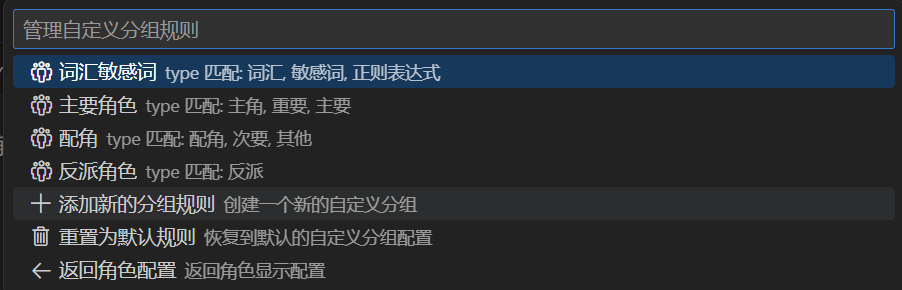 管理自定义分组规则
词汇敏感词 type 匹配: 词汇, 敏感词, 正则表达式
主要角色 type 匹配: 主角, 重要, 主要
配角 type 匹配: 配角, 次要, 其他
反派角色 type 匹配: 反派
添加新的分组规则 创建一个新的自定义分组
重置为默认规则 恢复到默认的自定义分组配置
返回角色配置 返回角色显示配置